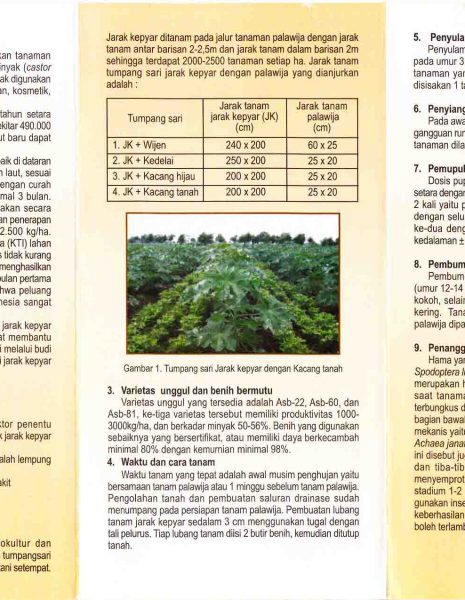 kan tanaman
inyak (castor
ak digunakan
an, kosmetik,
tahun setara
kitar 490.000
ut baru dapat
aik di dataran
n laut, sesuai
engan curah
mal 3 bulan.
akan secara
an penerapan
2.500 kg/ha.
a (KTI) lahan
s tidak kurang
menghasilkan
oulan pertama
hwa peluang
nesia sangat
jarak kepyar
at membantu
i melalui budi
i jarak kepyar
ktor penentu
k jarak kepyar
alah lempung
akit
okultur dan
tumpangsari
tani setempat.
Jarak kepyar ditanam pada jalur tanaman palawija dengan jarak
tanam antar barisan 2-2,5m dan jarak tanam dalam barisan 2m
sehingga terdapat 2000-2500 tanaman setiap ha. Jarak tanam
tumpang sari jarak kepyar dengan palawija yang dianjurkan
adalah :
Tumpang sari
Jarak tanam
jarak kepyar (JK)
(cm)
Jarak tanam
palawija
(cm)
1. JK + Wijen 240 x 200 60 x 25
2. JK + Kedelai 250 x 200 25 x 20
3. JK + Kacang hijau 200 x 200 25 x 20
4. JK + Kacang tanah 200 x 200 25 x 20
Gambar 1. Tumpang sari Jarak kepyar dengan Kacang tanah
3. Varietas unggul dan benih bermutu
Varietas unggul yang tersedia adalah Asb-22, Asb-60, dan
Asb-81, ke-tiga varietas tersebut memiliki produktivitas 1000-
3000kg/ha, dan berkadar minyak 50-56%. Benih yang digunakan
sebaiknya yang bersertifikat, atau memiliki daya berkecambah
minimal 80% dengan kemurnian minimal 98%.
4. Waktu dan cara tanam
Waktu tanam yang tepat adalah awal musim penghujan yaitu
bersamaan tanam palawija atau 1 minggu sebelum tanam palawija.
Pengolahan tanah dan pembuatan saluran drainase sudah
menumpang pada persiapan tanam palawija. Pembuatan lubang
tanam jarak kepyar sedalam 3 cm menggunakan tugal dengan
tali pelurus. Tiap lubang tanam diisi 2 butir benih, kemudian ditutup
tanah.
5. Penyula
Penyulam
pada umur 3
tanaman yar
disisakan 1 ta
6. Penyiang
Pada awa
gangguan rur
tanaman dila
7. Pemupul
Dosis pup
setara dengar
2 kali yaitu p
dengan selu
ke-dua deng
kedalaman ±
8. Pembum
Pembum
(umur 12-14
kokoh, selair
kering. Tana
palawija dipa
9. Penangg
Hama yar
Spodoptera l
merupakan h
saat tanama
terbungkus d
bagian bawal
mekanis yait
Achaea janat
ini disebut jug
dan tiba-tib
menyemprot
stadium 1-2
gunakan inse
keberhasilan
boleh terlamb